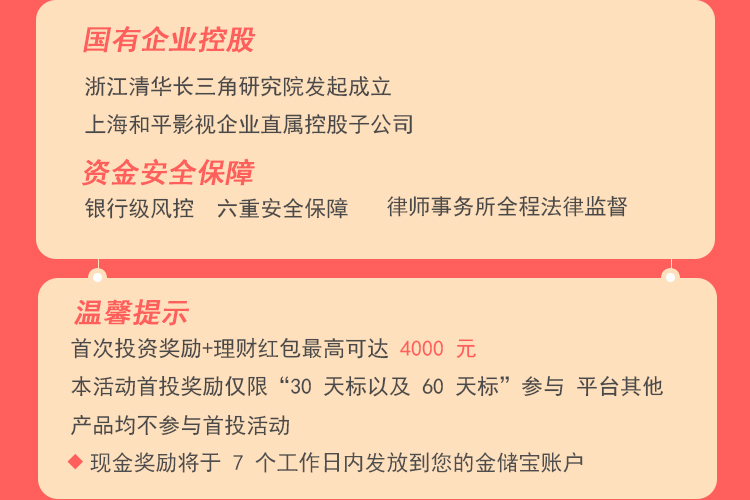 国有企业控股
浙江清华长三角研究院发起成立
上海和平影视企业直属控股子公司
资金安全保障
银行级风控 六重安全保障 律师事务所全程法律监督
温馨提示
首次投资奖励+理财红包最高可达 4000 元
本活动首投奖励仅限“30 天标以及 60 天标”参与 平台其他
产品均不参与首投活动
现金奖励将于 7 个工作日内发放到您的金储宝账户